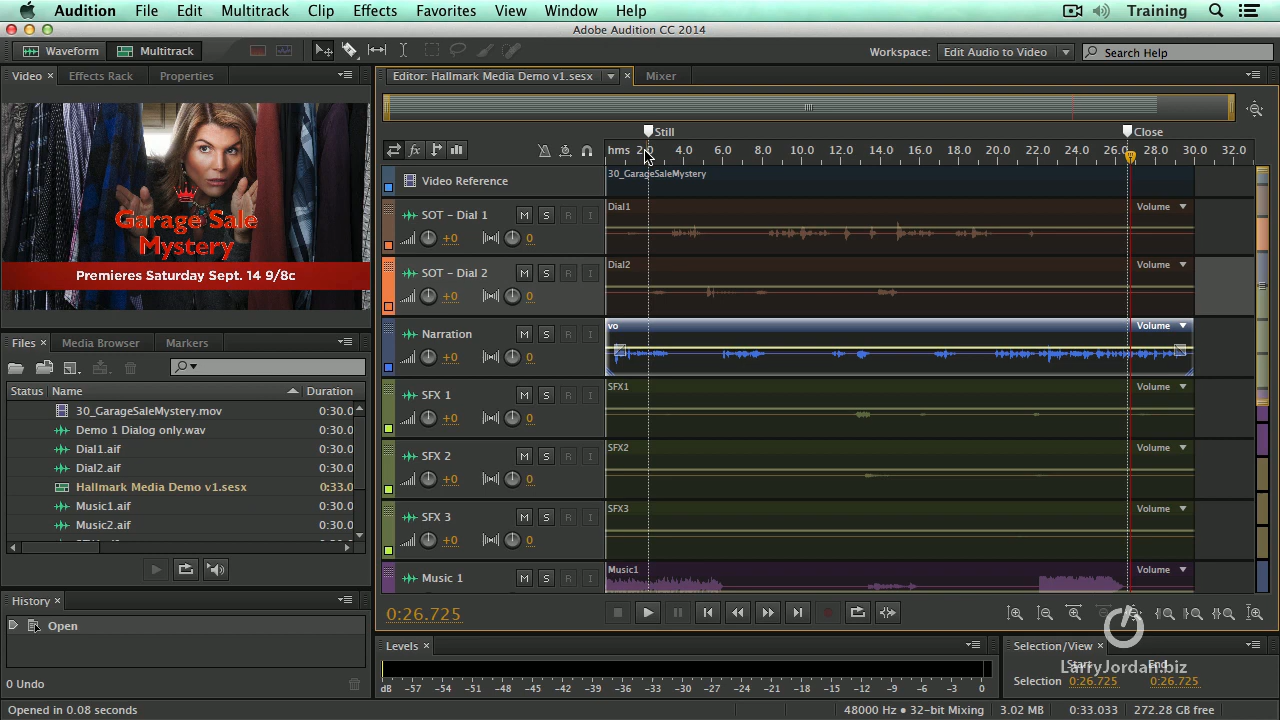 Audition File Edit Multitrack Clip Effects Favorites View Window Help Training
Adobe Audition CC 2014
Waveform Multitrack Workspace: Edit Audio to Video Search Help
Video × Effects Rack Properties
Editor: Hallmark Media Demo v1.sesx × Mixer
Garage Sale
Mystery
Premieres Saturday Sept. 14 9/8c
Still Close
fx
hms 2.0 4.0 6.0 8.0 10.0 12.0 14.0 16.0 18.0 20.0 22.0 24.0 26.0 28.0 30.0 32.0
Video Reference 30_GarageSaleMystery
SOT - Dial 1 M S R I Dial1 Volume
+0 0
SOT - Dial 2 M S R I Dial2 Volume
+0 0
Narration M S R I vo Volume
+0 0
SFX 1 M S R I SFX1 Volume
+0 0
SFX 2 M S R I SFX2 Volume
+0 0
SFX 3 M S R I SFX3 Volume
+0 0
Music 1 M S R I Music1 Volume
Files × Media Browser Markers
Status Name Duration
30_GarageSaleMystery.mov 0:30.0
Demo 1 Dialog only.wav 0:30.0
Dial1.aif 0:30.0
Dial2.aif 0:30.0
Hallmark Media Demo v1.sesx 0:33.0
Music1.aif 0:30.0
Music2.aif 0:30.0
0:26.725
History ×
Open
0 Undo
Levels ×
dB -57 -54 -51 -48 -45 -42 -39 -36 -33 -30 -27 -24 -21 -18 -15 -12 -9 -6 -3 0
Selection/View ×
Start End
Selection 0:26.725 0:26.725
LarryJordan.biz
Opened in 0.08 seconds 48000 Hz • 32-bit Mixing 3.02 MB 0:33.033 272.28 GB free